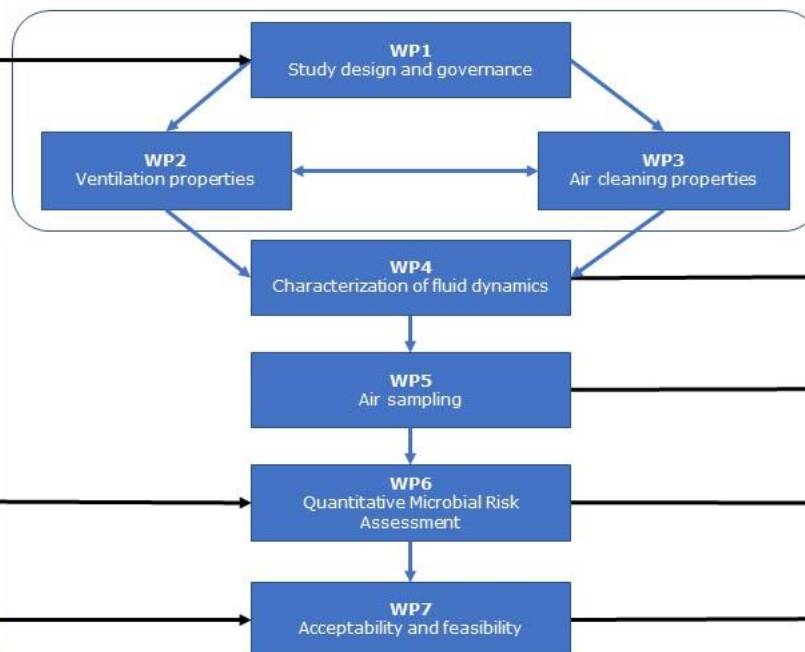 WP1
Study design and governance
WP2
Ventilation properties
WP3
Air cleaning properties
WP4
Characterization of fluid dynamics
WP5
Air sampling
WP6
Quantitative Microbial Risk
Assessment
WP7
Acceptability and feasibility